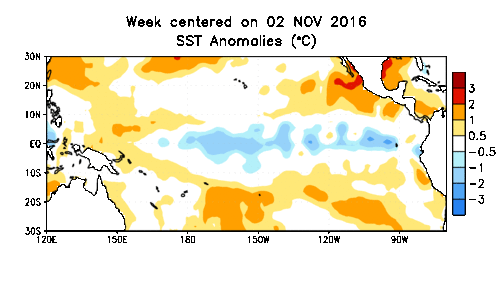 Week centered on 02 NOV 2016
SST Anomalies (°C)
30N
20N
10N
EQ
10S
20S
30S
120E 150E 180 150W 120W 90W
3
2
1
0.5
-0.5
-1
-2
-3